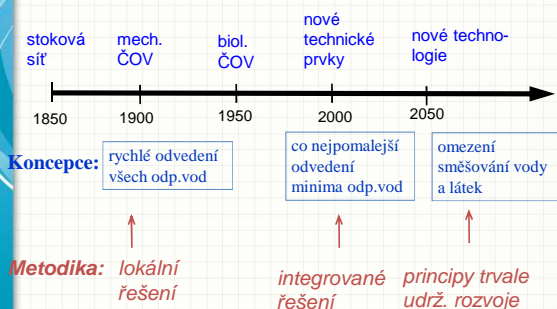 stoková
síť
mech.
ČOV
biol.
ČOV
nové
technické
prvky
nové techno-
logie
1850
1900
1950
2000
2050
Koncepce:
rychlé odvedení
všech odp.vod
co nejpomalejší
odvedení
minima odp.vod
omezení
směšování vody
a látek
Metodika:
lokální
řešení
integrované
řešení
principy trvale
udrž. rozvoje